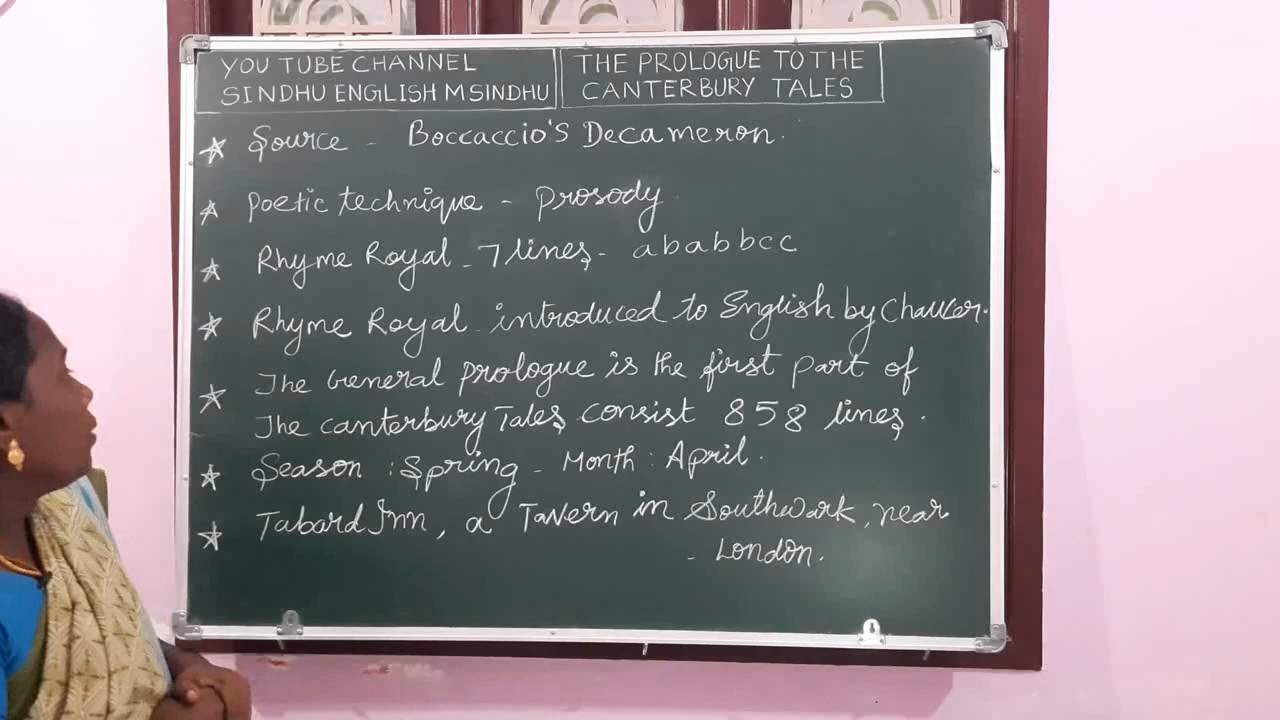 YOU TUBE CHANNEL
SINDHU ENGLISH M SINDHU
THE PROLOGUE TO THE
CANTERBURY TALES
☆ Source - Boccaccio's Decameron.
☆ Poetic technique - Prosody
☆ Rhyme Royal - 7 lines - ababbcc
☆ Rhyme Royal - introduced to English by Chaucer.
☆ The General prologue is the first part of
The canterbury Tales consist 858 lines.
☆ Season : Spring - Month : April.
☆ Tabard Inn, a Tavern in Southwark, near
- London.